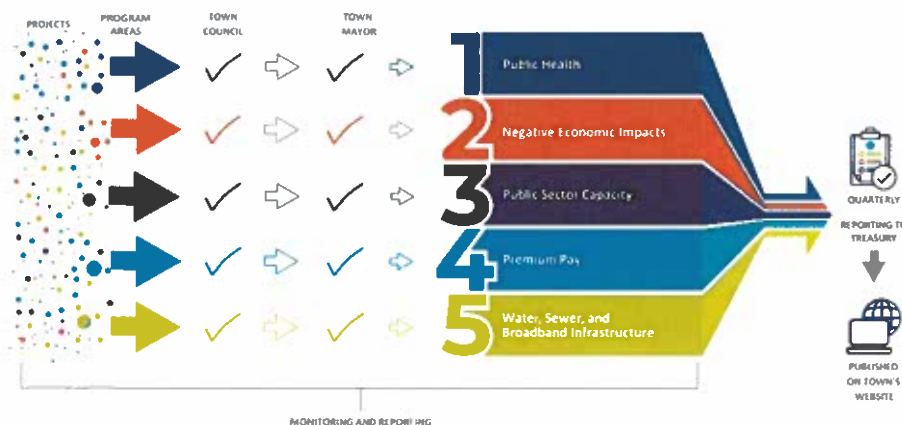 PROJECTS
PROGRAM
AREAS
TOWN
COUNCIL
TOWN
MAYOR
1
Public Health
2
Negative Economic Impacts
3
Public Sector Capacity
4
Premium Pay
5
Water, Sewer, and
Broadband Infrastructure
QUARTERLY
REPORTING TO
TREASURY
PUBLISHED
ON TOWN'S
WEBSITE
MONITORING AND REPORTING